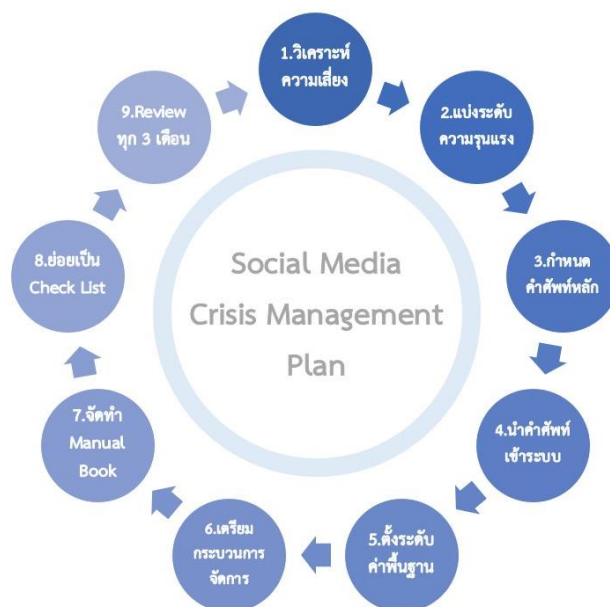 1.วิเคราะห์
ความเสี่ยง
2.แบ่งระดับ
ความรุนแรง
3.กำหนด
คำศัพท์หลัก
4.นำคำศัพท์
เข้าระบบ
5.ตั้งระดับ
ค่าพื้นฐาน
6.เตรียม
กระบวนการ
จัดการ
7.จัดทำ
Manual
Book
8.ย่อยเป็น
Check List
9.Review
ทุก 3 เดือน
Social Media
Crisis Management
Plan